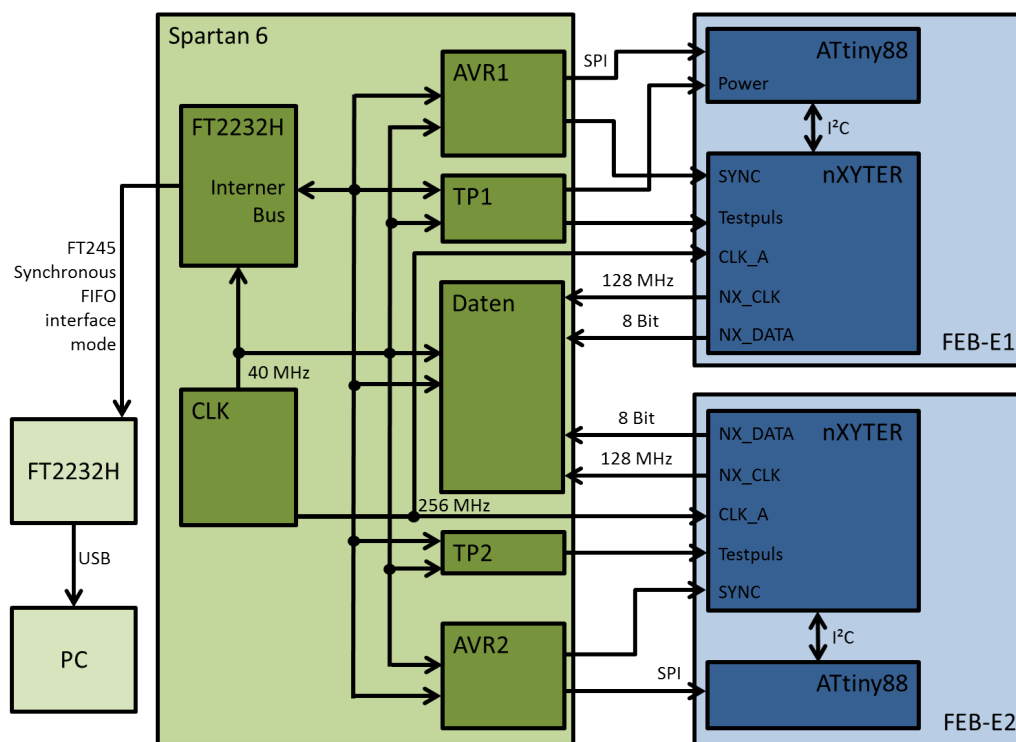 Spartan 6
FT2232H
Interner
Bus
AVR1
TP1
Daten
40 MHz
CLK
256 MHz
TP2
AVR2
FT245
Synchronous
FIFO
interface
mode
FT2232H
USB
PC
SPI
128 MHz
8 Bit
8 Bit
128 MHz
SPI
ATtiny88
Power
I²C
SYNC
nXYTER
Testpuls
CLK_A
NX_CLK
NX_DATA
FEB-E1
NX_DATA
nXYTER
NX_CLK
CLK_A
Testpuls
SYNC
I²C
ATtiny88
FEB-E2